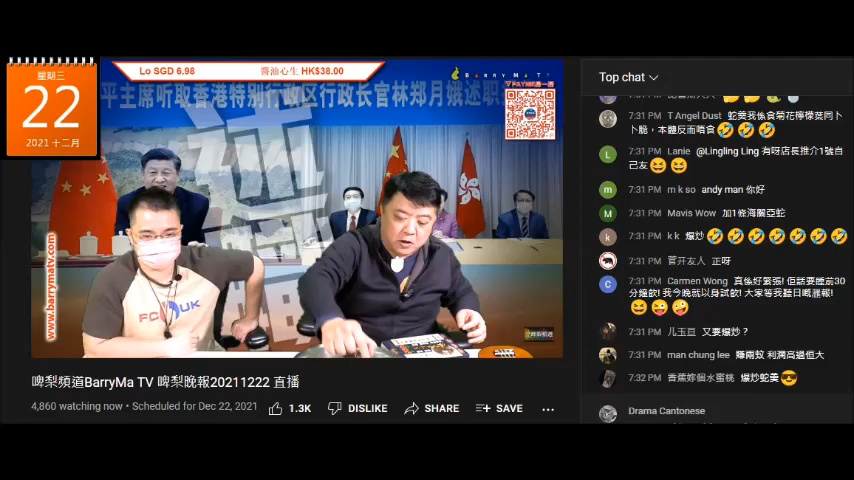 星期三
22
2021 十二月
Lo SGD 6.98
醬油心生 HK$38.00
BARRYMATV
平主席听取香港特别行政区行政长官林郑月娥述职
www.barrymatv.com
FC UK
啤梨頻道BarryMa TV 啤梨晚報20211222 直播
4,860 watching now • Scheduled for Dec 22, 2021
1.3K
DISLIKE
SHARE
SAVE
Top chat
7:31 PM T Angel Dust 蛇羮我係食菊花檸檬葉同卜
卜脆，本體反而唔食
7:31 PM Lanie @Lingling Ling 有呀店長推介1號自
己友
7:31 PM m k so andy man 你好
7:31 PM Mavis Wow 加1條海關亞蛇
7:31 PM k k 爆炒
7:31 PM 菅开友人 正呀
7:31 PM Carmen Wong 真係好緊張! 佢話要睡前30
分鐘飲! 我今晚就以身試飲! 大家等我聽日嘅匯報!
7:31 PM 儿玉亘 又要爆炒？
7:31 PM man chung lee 賺兩蚊 利潤高過恒大
7:32 PM 香蕉妳個水蜜桃 爆炒蛇羹
Drama Cantonese